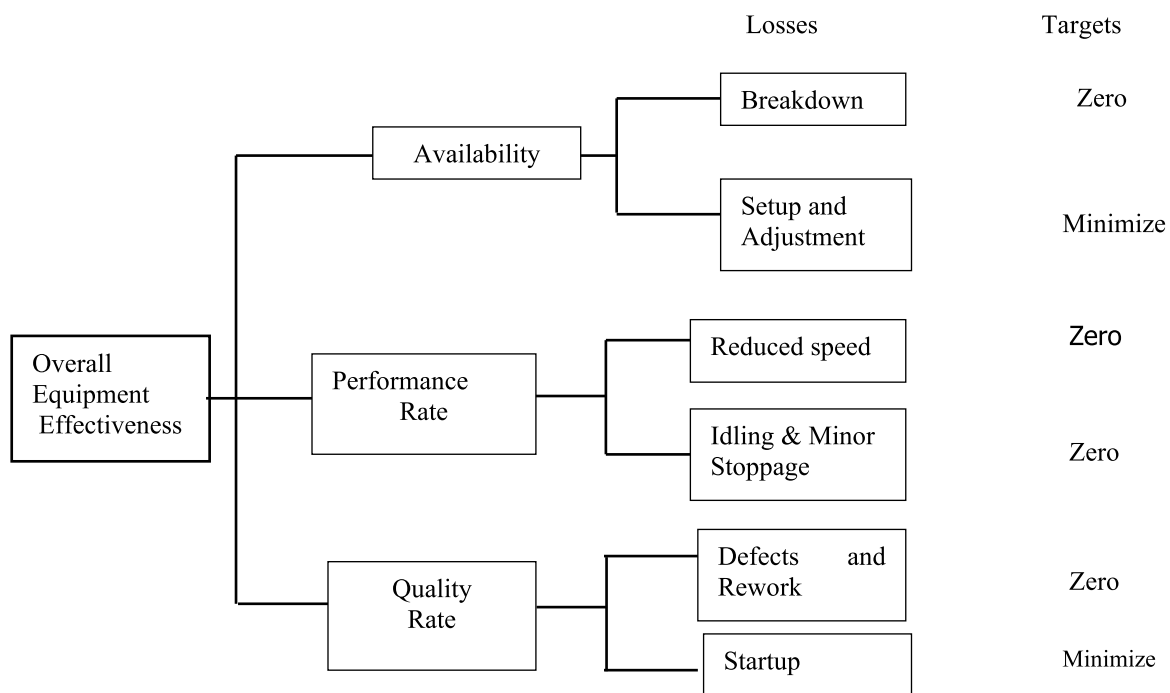 Losses
Targets
Breakdown
Zero
Availability
Setup and
Adjustment
Minimize
Overall
Equipment
Effectiveness
Performance
Rate
Reduced speed
Zero
Idling & Minor
Stoppage
Zero
Quality
Rate
Defects and
Rework
Zero
Startup
Minimize